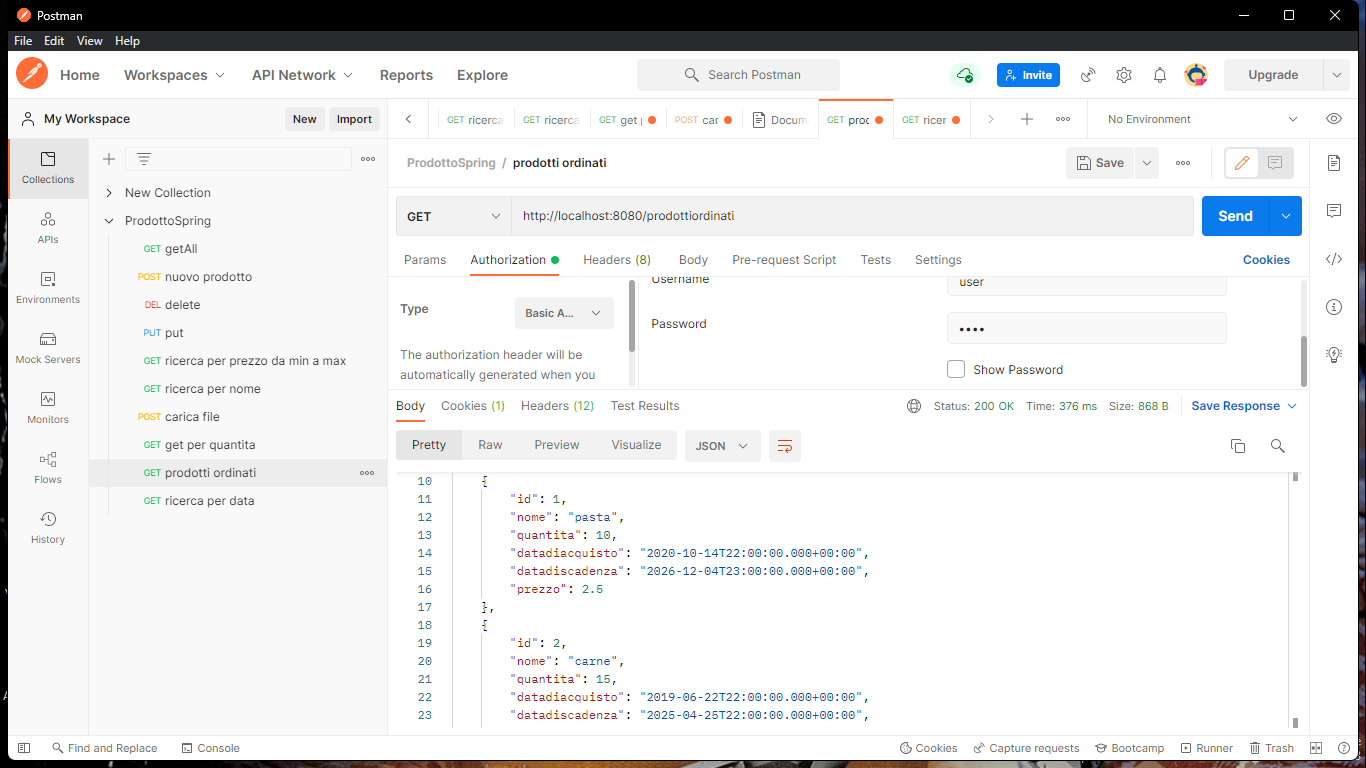 Postman
File Edit View Help
Home Workspaces API Network Reports Explore Search Postman Invite Upgrade
My Workspace New Import GET ricerca GET ricerca GET get p POST car Docum GET proc GET ricer No Environment
Collections
APIs
Environments
Mock Servers
Monitors
Flows
History
New Collection
ProdottoSpring
GET getAll
POST nuovo prodotto
DEL delete
PUT put
GET ricerca per prezzo da min a max
GET ricerca per nome
POST carica file
GET get per quantita
GET prodotti ordinati
GET ricerca per data
ProdottoSpring / prodotti ordinati Save
GET http://localhost:8080/prodottiordinati Send
Params Authorization Headers (8) Body Pre-request Script Tests Settings Cookies
Type Basic A...
The authorization header will be
automatically generated when you
Username user
Password ••••
Show Password
Body Cookies (1) Headers (12) Test Results Status: 200 OK Time: 376 ms Size: 868 B Save Response
Pretty Raw Preview Visualize JSON
10 {
11 "id": 1,
12 "nome": "pasta",
13 "quantita": 10,
14 "datadiacquisto": "2020-10-14T22:00:00.000+00:00",
15 "datadiscadenza": "2026-12-04T23:00:00.000+00:00",
16 "prezzo": 2.5
17 },
18 {
19 "id": 2,
20 "nome": "carne",
21 "quantita": 15,
22 "datadiacquisto": "2019-06-22T22:00:00.000+00:00",
23 "datadiscadenza": "2025-04-25T22:00:00.000+00:00",
Find and Replace Console Cookies Capture requests Bootcamp Runner Trash